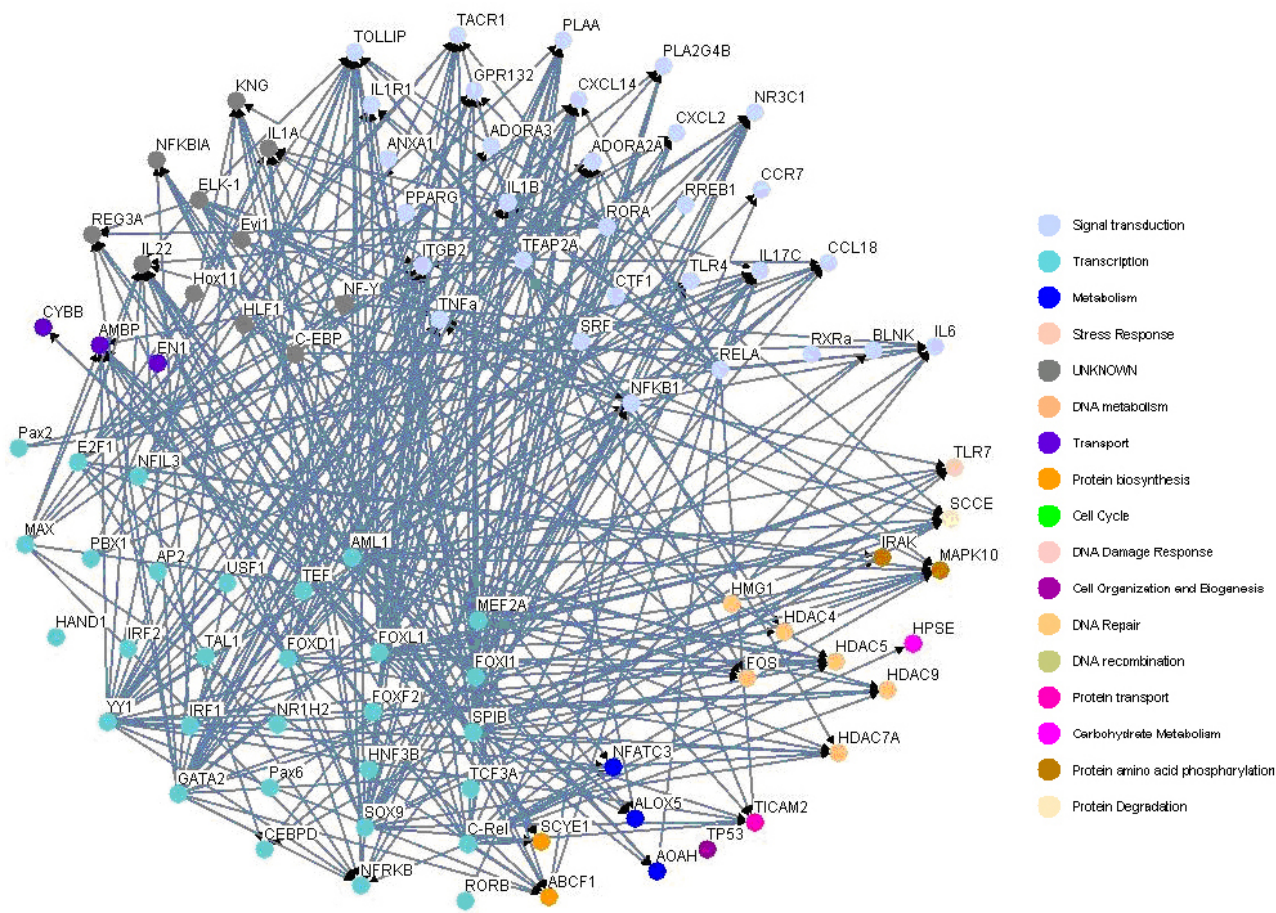 TACR1
PLAA
TOLLIP
PLA2G4B
GPR132
KNG
IL1R1
CXCL14
NR3C1
CXCL2
NFKBIA
IL1A
ANXA1
ADORA3
ADORA2A
CCR7
ELK-1
PPARG
IL1B
RREB1
REG3A
Evi1
RORA
IL22
ITGB2
TFAP2A
TLR4
IL17C
CCL18
Hox11
NF-Y
CTF1
CYBB
AMBP
HLF1
TNFa
SRF
EN1
C-EBP
RELA
RXRa
BLNK
IL6
NFKB1
Pax2
E2F1
NFIL3
TLR7
SCCE
MAX
PBX1
AP2
USF1
TEF
AML1
IRAK
MAPK10
HMG1
HAND1
IRF2
TAL1
FOXD1
FOXL1
MEF2A
HDAC4
HPSE
FOXI1
FOS
HDAC5
HDAC9
YY1
IRF1
NR1H2
FOXF2
SPIB
HDAC7A
GATA2
Pax6
HNF3B
TCF3A
NFATC3
CEBPD
SOX9
C-Rel
SCYE1
ALOX5
TICAM2
TP53
NFRKB
RORB
ABCF1
AOAH
Signal transduction
Transcription
Metabolism
Stress Response
UNKNOWN
DNA metabolism
Transport
Protein biosynthesis
Cell Cycle
DNA Damage Response
Cell Organization and Biogenesis
DNA Repair
DNA recombination
Protein transport
Carbohydrate Metabolism
Protein amino acid phosphorylation
Protein Degradation